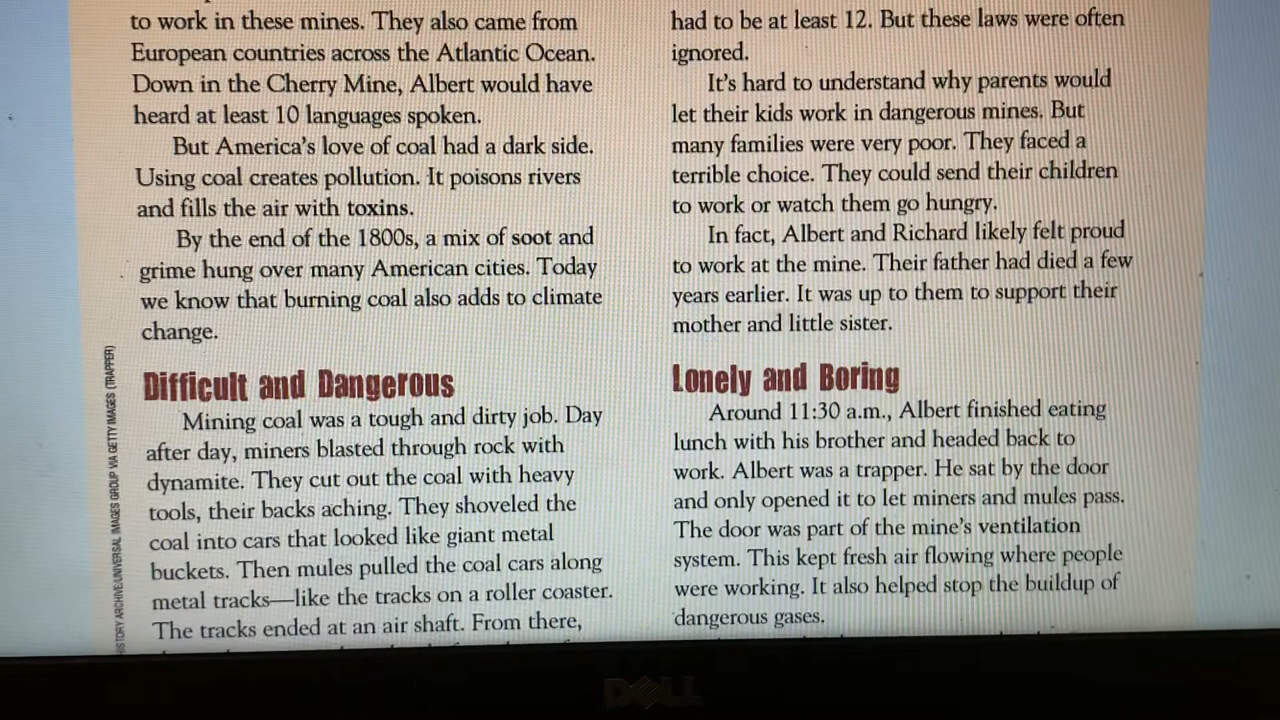 to work in these mines. They also came from
European countries across the Atlantic Ocean.
Down in the Cherry Mine, Albert would have
heard at least 10 languages spoken.
But America's love of coal had a dark side.
Using coal creates pollution. It poisons rivers
and fills the air with toxins.
By the end of the 1800s, a mix of soot and
grime hung over many American cities. Today
we know that burning coal also adds to climate
change.
Difficult and Dangerous
Mining coal was a tough and dirty job. Day
after day, miners blasted through rock with
dynamite. They cut out the coal with heavy
tools, their backs aching. They shoveled the
coal into cars that looked like giant metal
buckets. Then mules pulled the coal cars along
metal tracks—like the tracks on a roller coaster.
The tracks ended at an air shaft. From there,
had to be at least 12. But these laws were often
ignored.
It's hard to understand why parents would
let their kids work in dangerous mines. But
many families were very poor. They faced a
terrible choice. They could send their children
to work or watch them go hungry.
In fact, Albert and Richard likely felt proud
to work at the mine. Their father had died a few
years earlier. It was up to them to support their
mother and little sister.
Lonely and Boring
Around 11:30 a.m., Albert finished eating
lunch with his brother and headed back to
work. Albert was a trapper. He sat by the door
and only opened it to let miners and mules pass.
The door was part of the mine's ventilation
system. This kept fresh air flowing where people
were working. It also helped stop the buildup of
dangerous gases.
ISTORY ARCHIVE/UNIVERSAL IMAGES GROUP VIA GETTY IMAGES (TRAPPER)
DELL